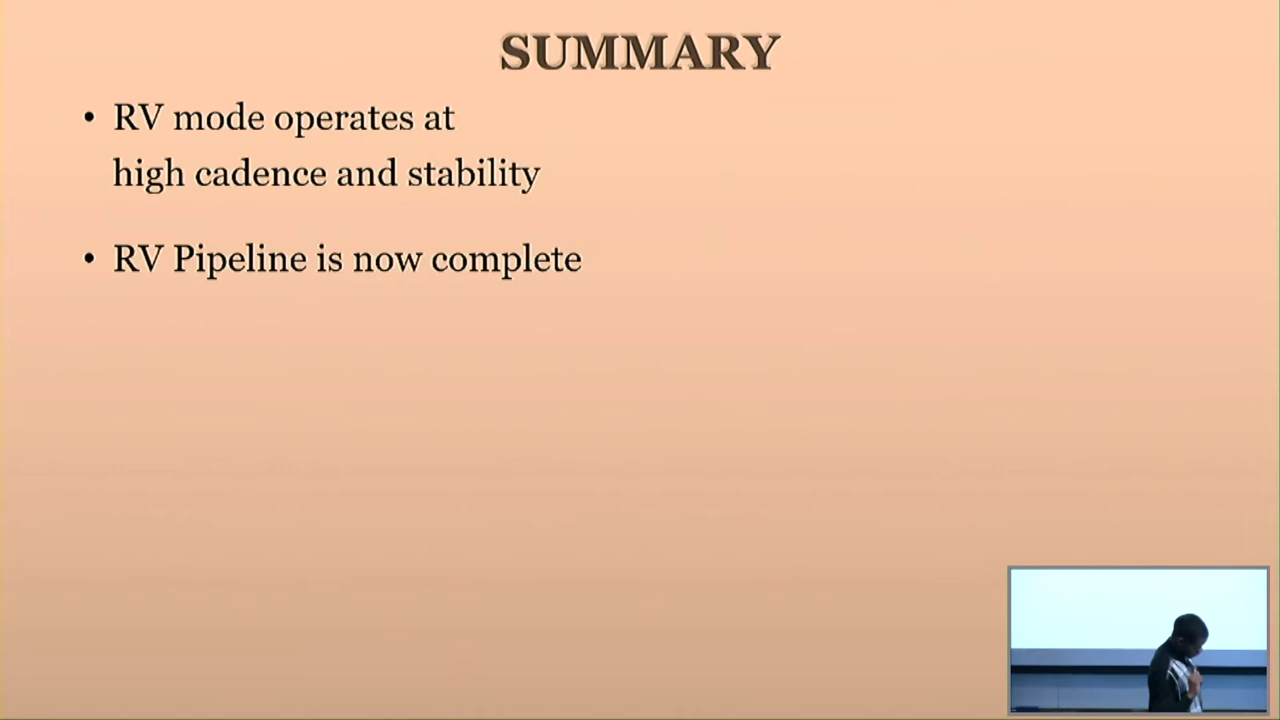 SUMMARY
• RV mode operates at
high cadence and stability
• RV Pipeline is now complete